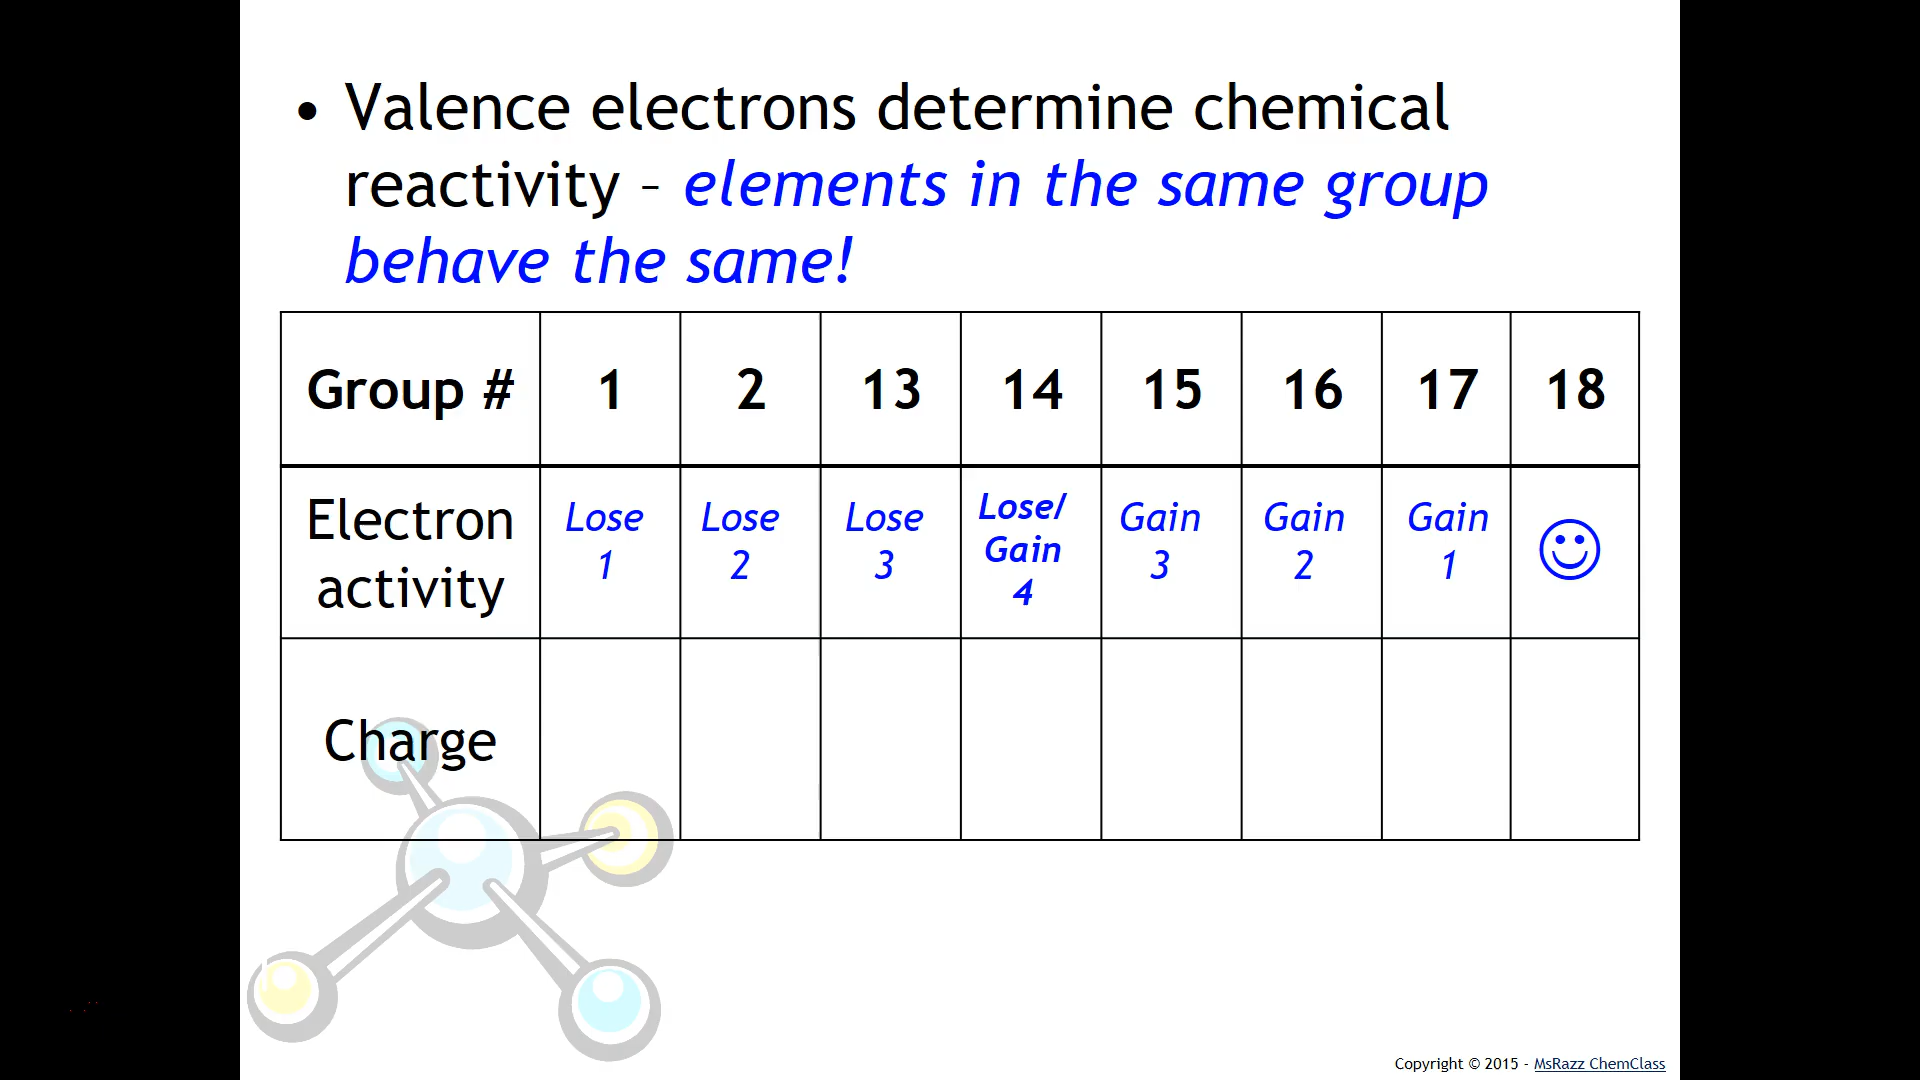 • Valence electrons determine chemical
reactivity – elements in the same group
behave the same!
Group # 1 2 13 14 15 16 17 18
Electron activity Lose 1 Lose 2 Lose 3 Lose/ Gain 4 Gain 3 Gain 2 Gain 1
Charge
Copyright © 2015 - MsRazz ChemClass